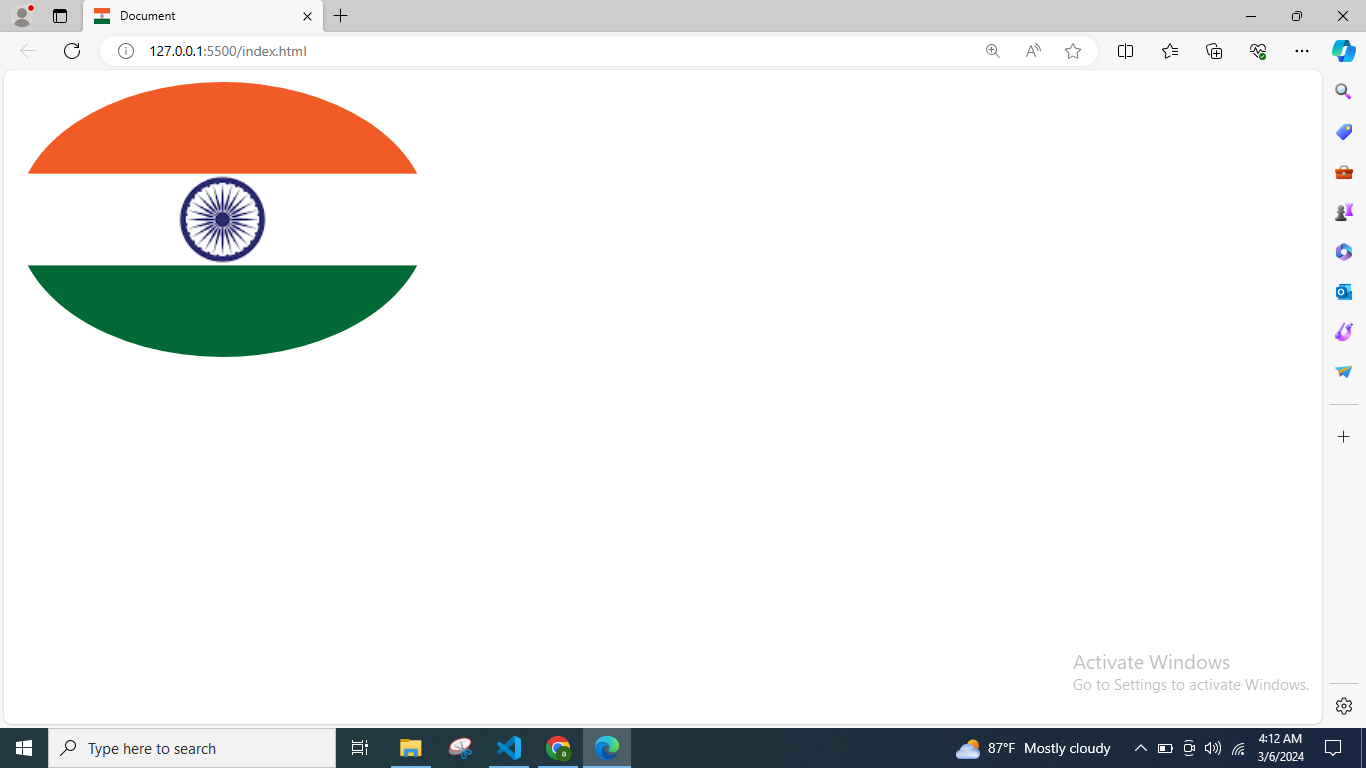 Document
127.0.0.1:5500/index.html
Activate Windows
Go to Settings to activate Windows.
Type here to search
87°F Mostly cloudy
4:12 AM
3/6/2024